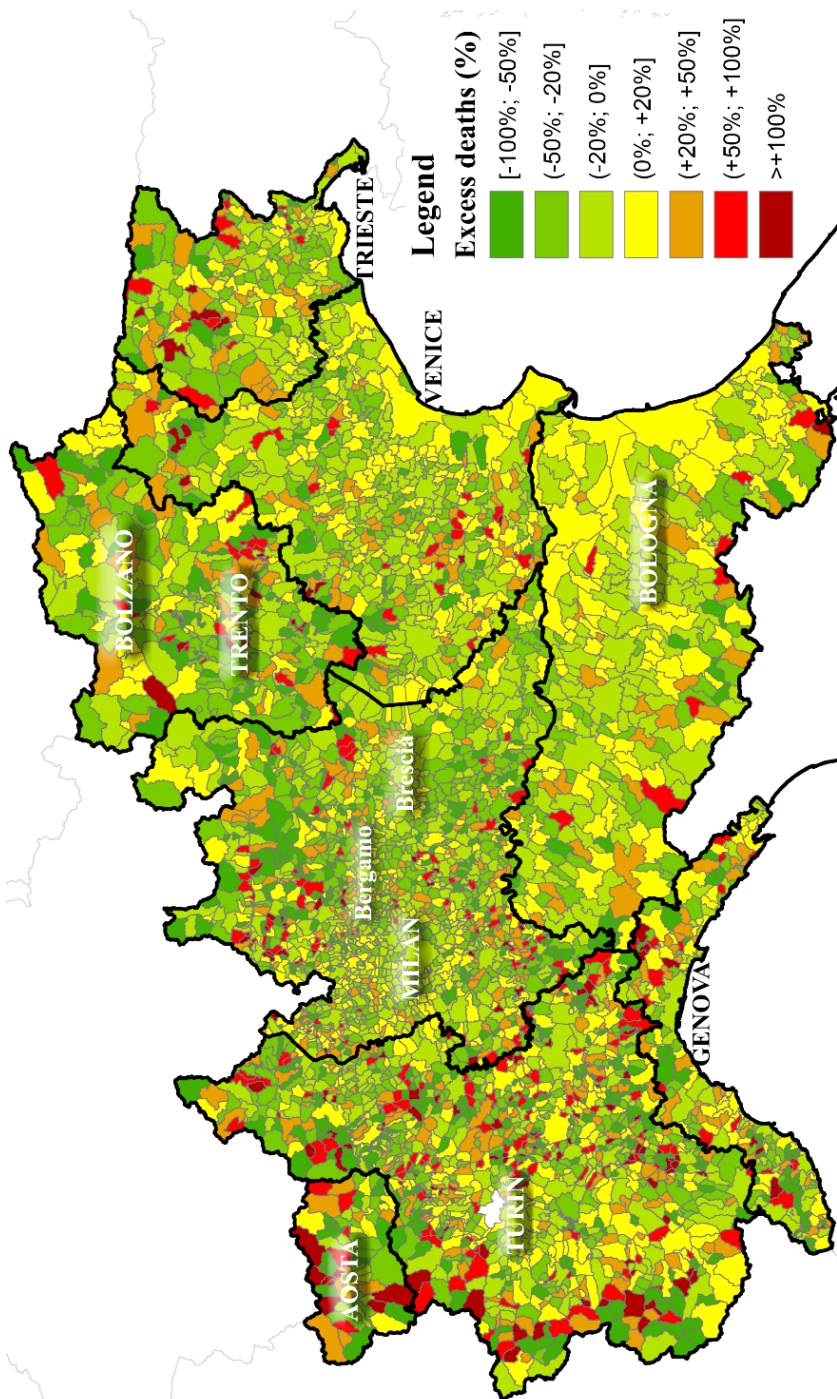 BOLZANO
TRENTO
AOSTA
Bergamo
Brescia
MILAN
TURIN
VENICE
TRIESTE
GENOVA
BOLOGNA
Legend
Excess deaths (%)
[-100%; -50%]
(-50%; -20%]
(-20%; 0%]
(0%; +20%]
(+20%; +50%]
(+50%; +100%]
>+100%